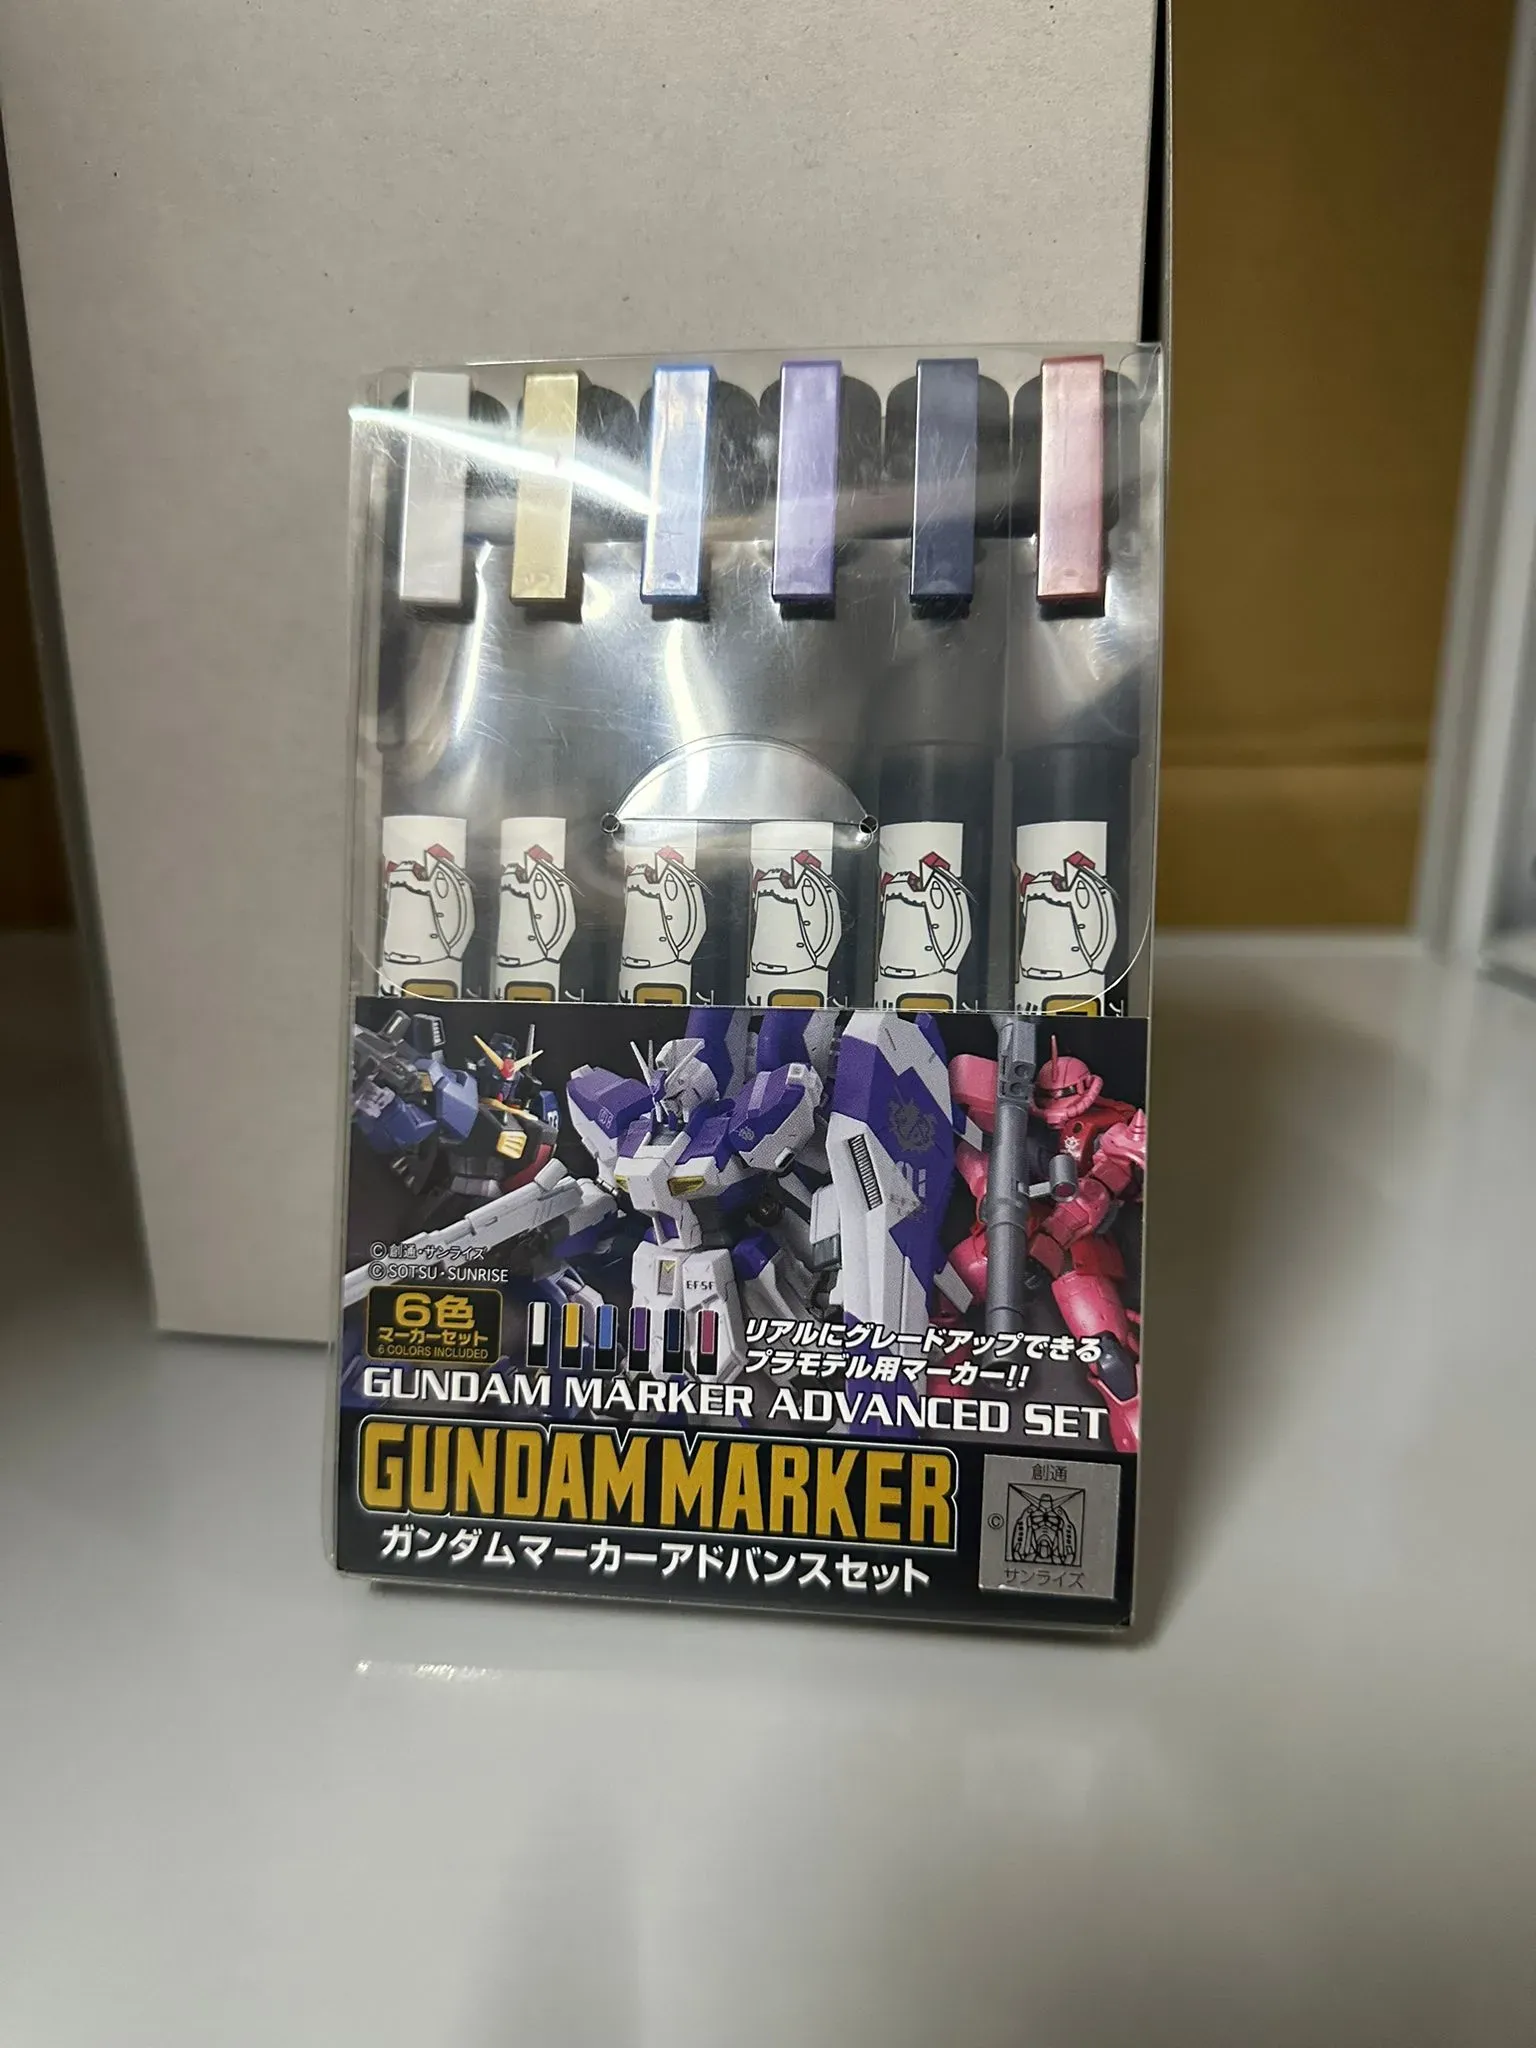 ©創通・サンライズ
©SOTSU・SUNRISE
6色
マーカーセット
6 COLORS INCLUDED
EFSF
リアルにグレードアップできる
プラモデル用マーカー!!
GUNDAM MARKER ADVANCED SET
GUNDAM MARKER
ガンダムマーカーアドバンスセット
創通
©
サンライズ